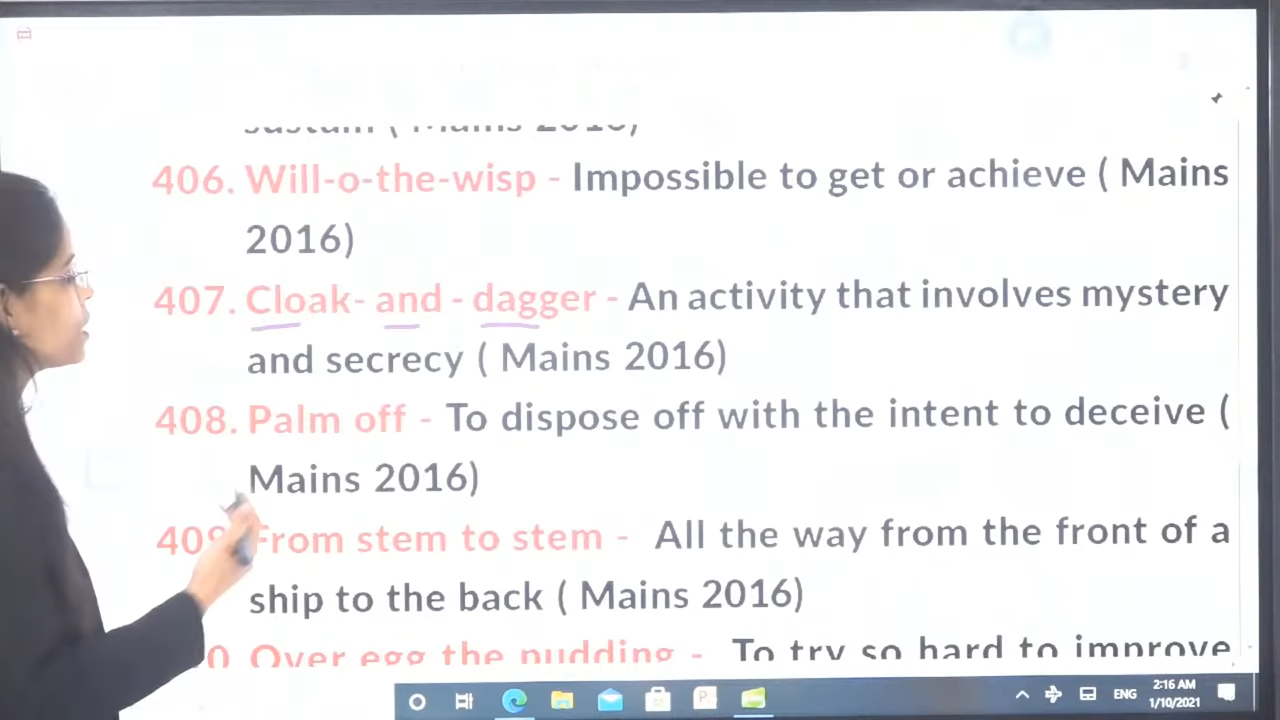 sustain ( Mains 2016)
406. Will-o-the-wisp - Impossible to get or achieve ( Mains
2016)
407. Cloak- and - dagger - An activity that involves mystery
and secrecy ( Mains 2016)
408. Palm off - To dispose off with the intent to deceive (
Mains 2016)
409 From stem to stem - All the way from the front of a
ship to the back ( Mains 2016)
0. Over egg the pudding - To try so hard to improve
ENG
2:16 AM
1/10/2021